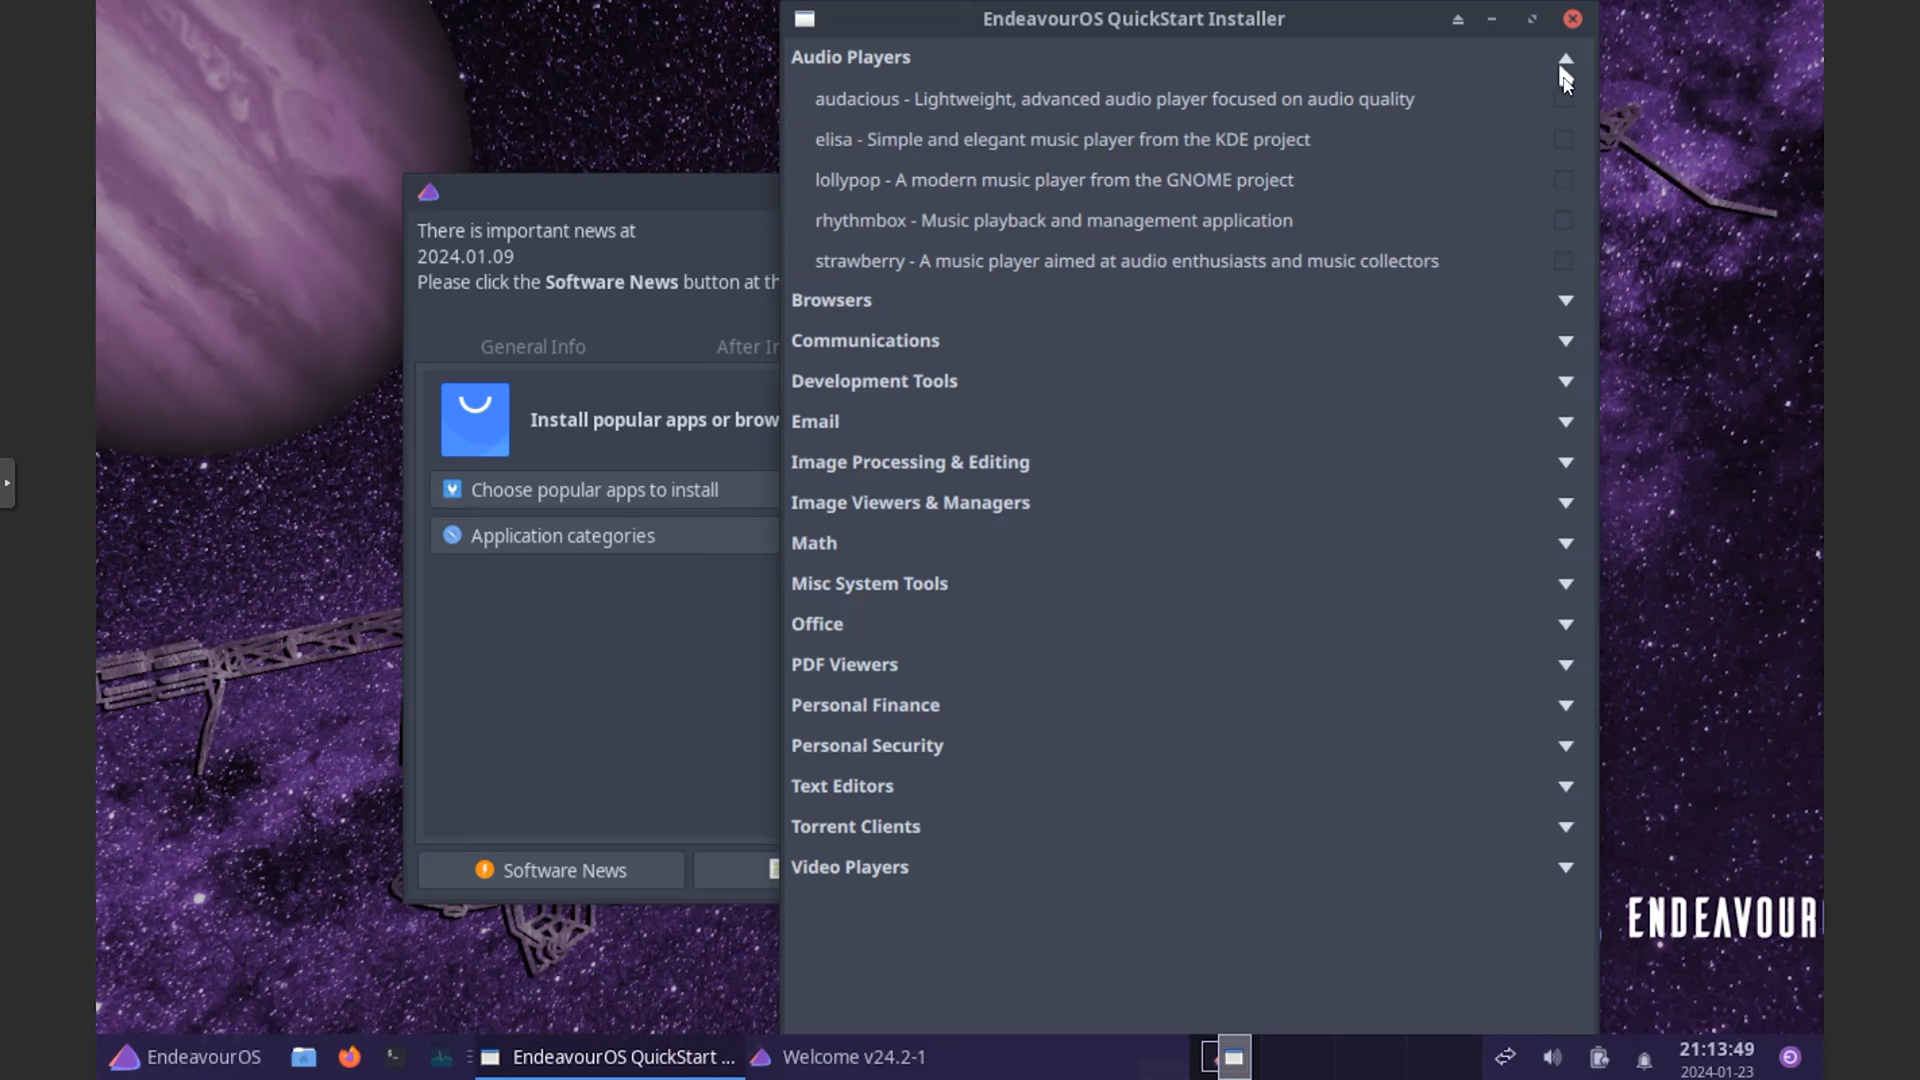 EndeavourOS QuickStart Installer
Audio Players
audacious - Lightweight, advanced audio player focused on audio quality
elisa - Simple and elegant music player from the KDE project
lollypop - A modern music player from the GNOME project
rhythmbox - Music playback and management application
strawberry - A music player aimed at audio enthusiasts and music collectors
Browsers
Communications
Development Tools
Email
Image Processing & Editing
Image Viewers & Managers
Math
Misc System Tools
Office
PDF Viewers
Personal Finance
Personal Security
Text Editors
Torrent Clients
Video Players
There is important news at
2024.01.09
Please click the Software News button at th
General Info
After In
Install popular apps or brow
Choose popular apps to install
Application categories
Software News
ENDEAVOUR
EndeavourOS
EndeavourOS QuickStart ...
Welcome v24.2-1
21:13:49
2024-01-23